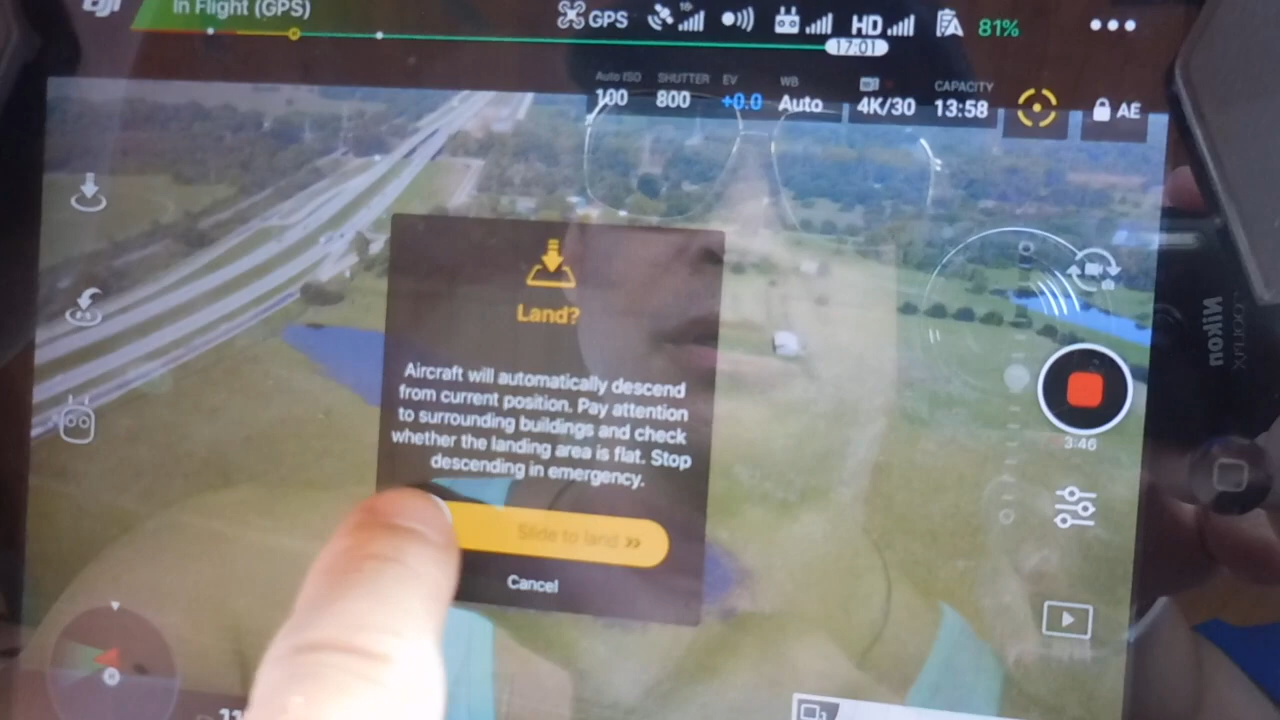 dji
In Flight (GPS)
GPS
HD
81%
17:01
Auto ISO
100
SHUTTER
800
EV
+0.0
WB
Auto
4K/30
CAPACITY
13:58
AE
Land?
Aircraft will automatically descend
from current position. Pay attention
to surrounding buildings and check
whether the landing area is flat. Stop
descending in emergency.
Slide to land
Cancel
3:46
Nikon
COOLPIX